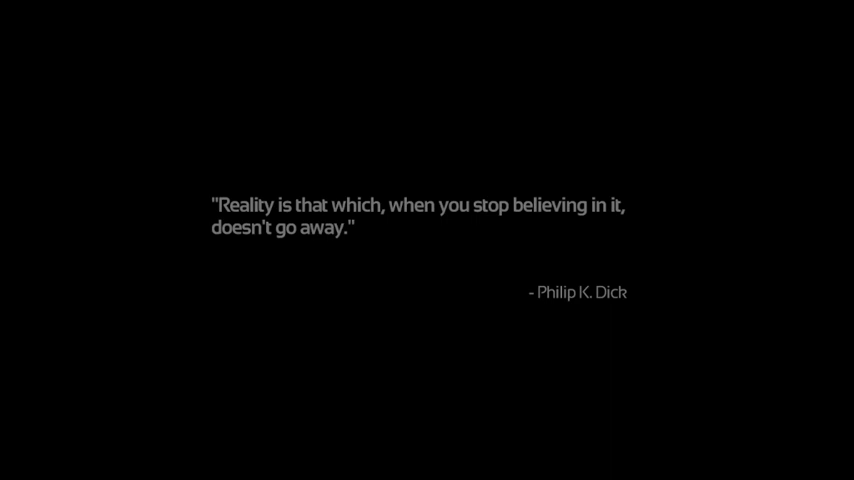 "Reality is that which, when you stop believing in it,
doesn't go away."
- Philip K. Dick